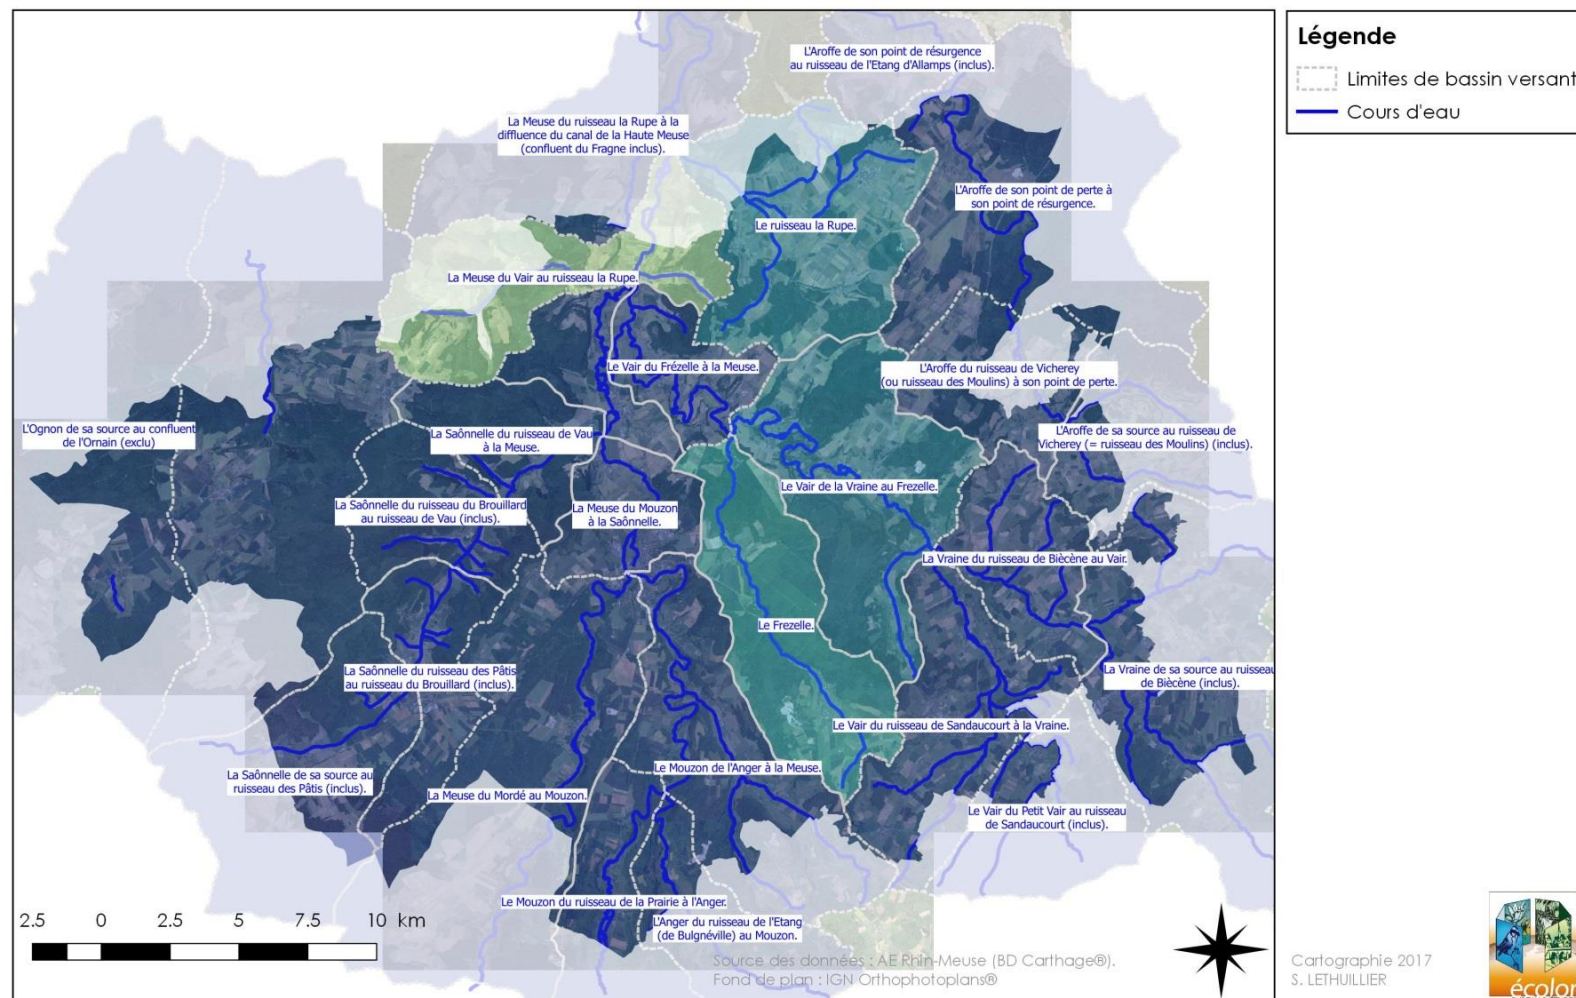 L'Aroffe de son point de résurgence
au ruisseau de l'Etang d'Allamps (inclus).
La Meuse du ruisseau la Rupe à la
diffluence du canal de la Haute Meuse
(confluent du Fragne inclus).
L'Aroffe de son point de perte à
son point de résurgence.
Le ruisseau la Rupe.
La Meuse du Vair au ruisseau la Rupe.
Le Vair du Frézelle à la Meuse.
L'Aroffe du ruisseau de Vicherey
(ou ruisseau des Moulins) à son point de perte.
L'Ognon de sa source au confluent
de l'Ornain (exclu)
La Saônnelle du ruisseau de Vau
à la Meuse.
L'Aroffe de sa source au ruisseau de
Vicherey (= ruisseau des Moulins) (inclus).
La Saônnelle du ruisseau du Brouillard
au ruisseau de Vau (inclus).
La Meuse du Mouzon
à la Saônnelle.
Le Vair de la Vraine au Frezelle.
La Vraine du ruisseau de Biècène au Vair.
Le Frezelle.
La Saônnelle du ruisseau des Pâtis
au ruisseau du Brouillard (inclus).
La Vraine de sa source au ruisseau
de Biècène (inclus).
Le Vair du ruisseau de Sandaucourt à la Vraine.
La Saônnelle de sa source au
ruisseau des Pâtis (inclus).
Le Mouzon de l'Anger à la Meuse.
La Meuse du Mordé au Mouzon.
Le Vair du Petit Vair au ruisseau
de Sandaucourt (inclus).
Le Mouzon du ruisseau de la Prairie à l'Anger.
L'Anger du ruisseau de l'Etang
(de Bulgnéville) au Mouzon.
2.5 0 2.5 5 7.5 10 km
Source des données : AE Rhin-Meuse (BD Carthage®).
Fond de plan : IGN Orthophotoplans®
Légende
Limites de bassin versant
Cours d'eau
Cartographie 2017
S. LETHUILLIER
écolor